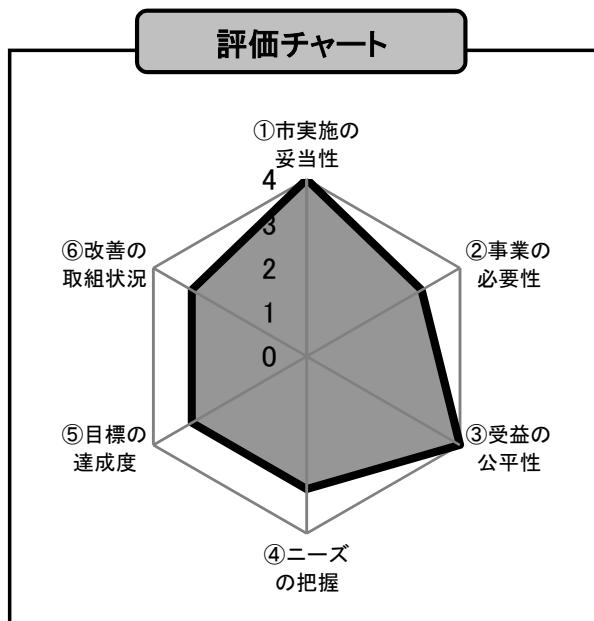 評価チャート
①市実施の
妥当性
4
3
2
1
0
②事業の
必要性
③受益の
公平性
④ニーズ
の把握
⑤目標の
達成度
⑥改善の
取組状況